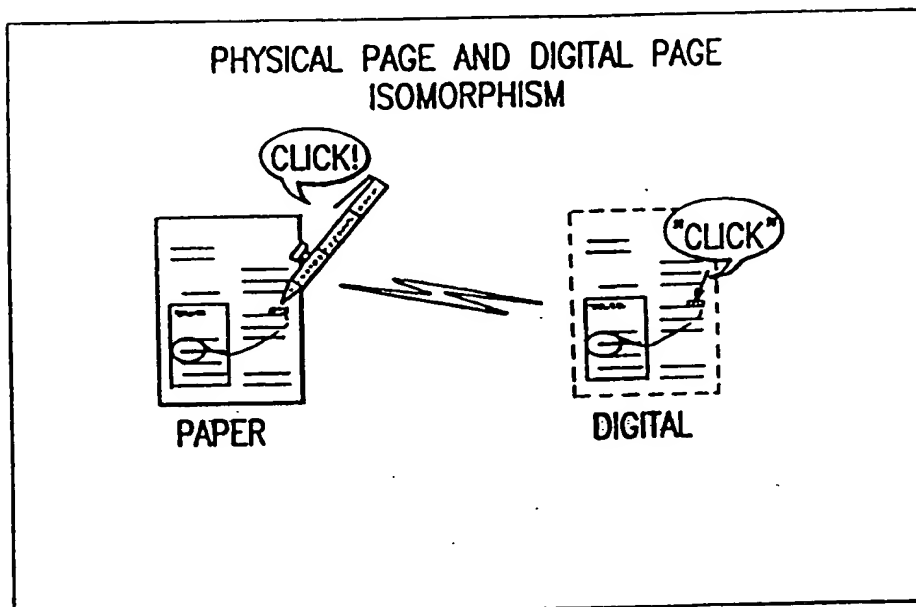 PHYSICAL PAGE AND DIGITAL PAGE
ISOMORPHISM
CLICK!
"CLICK"
PAPER
DIGITAL